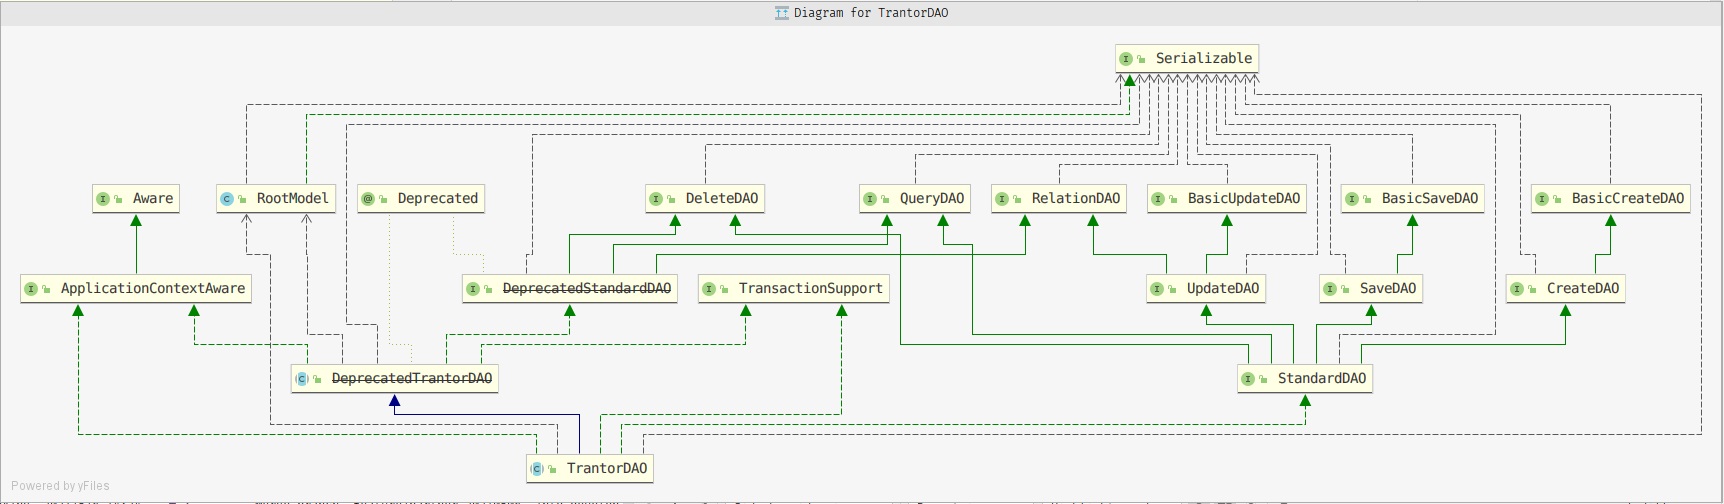 Diagram for TrantorDAO
I Serializable
I Aware
C RootModel
@ Deprecated
I DeleteDAO
I QueryDAO
I RelationDAO
I BasicUpdateDAO
I BasicSaveDAO
I BasicCreateDAO
I ApplicationContextAware
I DeprecatedStandardDAO
I TransactionSupport
I UpdateDAO
I SaveDAO
I CreateDAO
C DeprecatedTrantorDAO
I StandardDAO
C TrantorDAO
Powered by yFiles